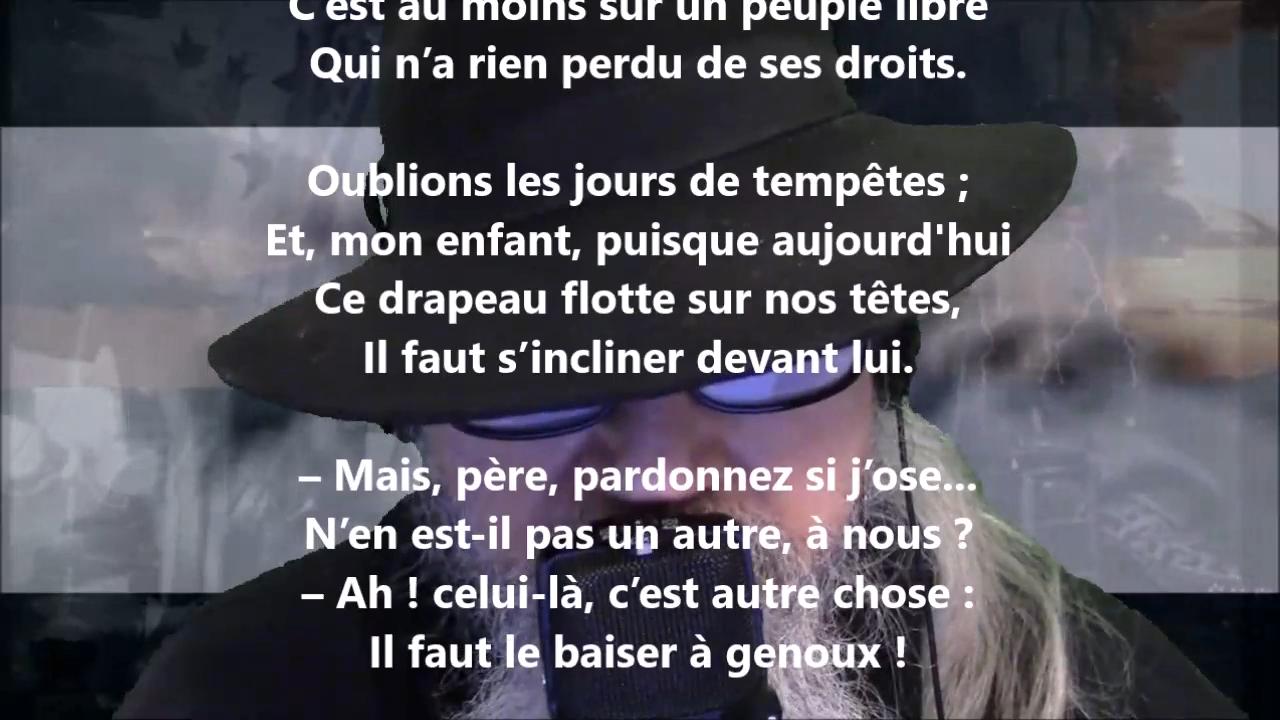 C'est au moins sur un peuple libre
Qui n’a rien perdu de ses droits.
Oublions les jours de tempêtes ;
Et, mon enfant, puisque aujourd'hui
Ce drapeau flotte sur nos têtes,
Il faut s’incliner devant lui.
– Mais, père, pardonnez si j’ose...
N’en est-il pas un autre, à nous ?
– Ah ! celui-là, c’est autre chose :
Il faut le baiser à genoux !